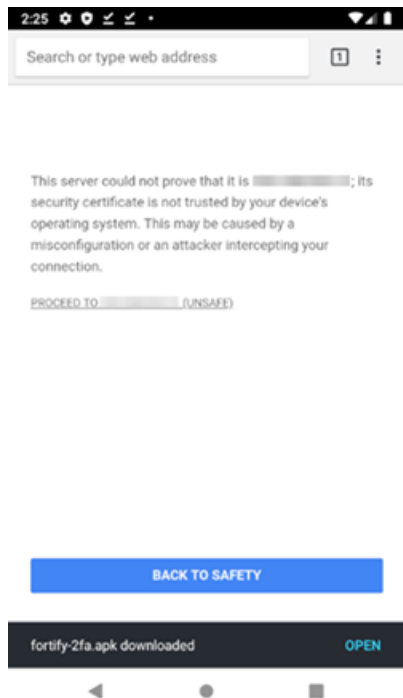 2:25
Search or type web address
1
This server could not prove that it is ; its
security certificate is not trusted by your device's
operating system. This may be caused by a
misconfiguration or an attacker intercepting your
connection.
PROCEED TO (UNSAFE)
BACK TO SAFETY
fortify-2fa.apk downloaded OPEN